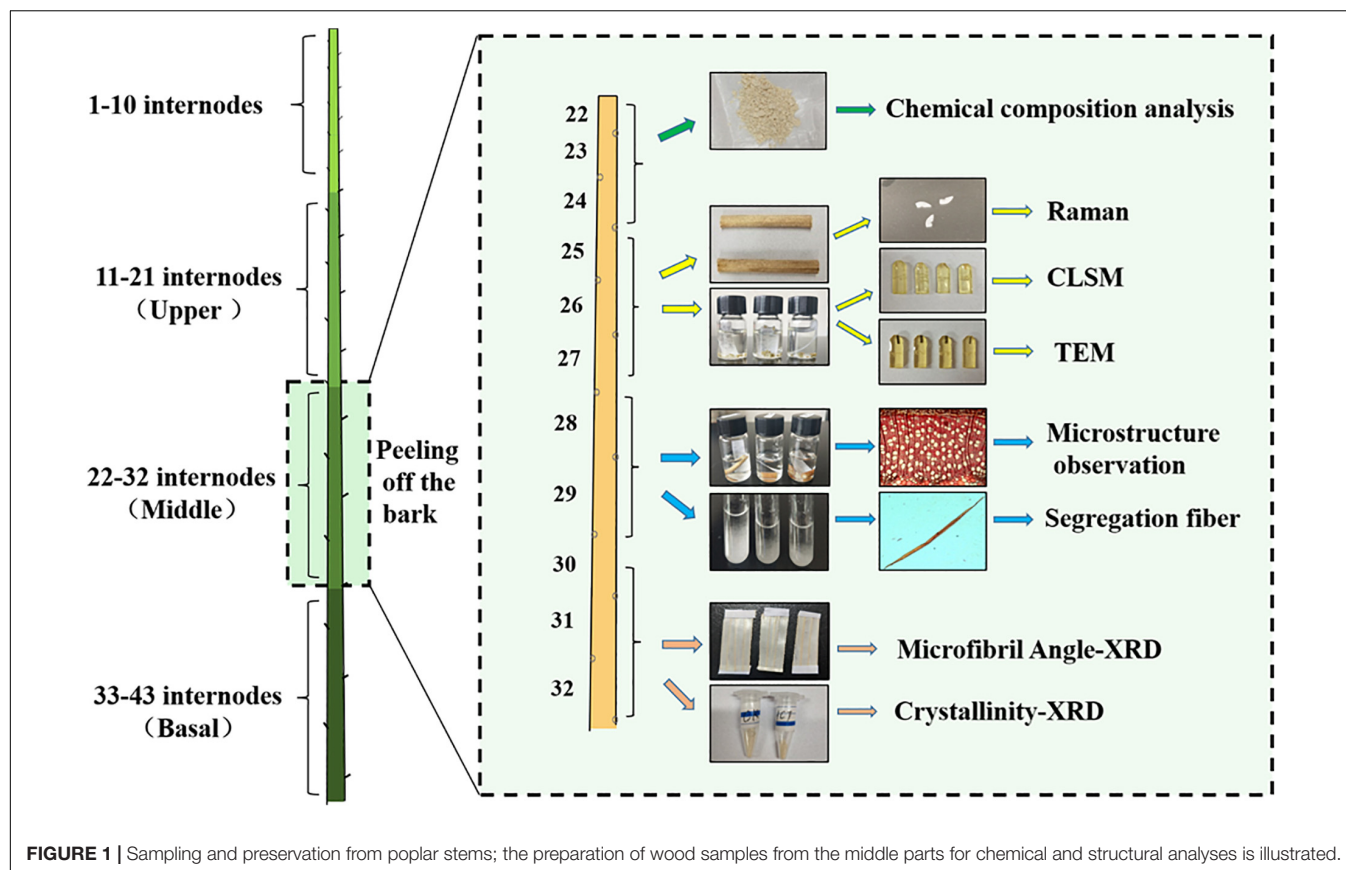 1-10 internodes
11-21 internodes
（Upper ）
22-32 internodes
（Middle）
33-43 internodes
（Basal）
Peeling
off the
bark
22
23
24
25
26
27
28
29
30
31
32
Chemical composition analysis
Raman
CLSM
TEM
Microstructure
observation
Segregation fiber
Microfibril Angle-XRD
Crystallinity-XRD
FIGURE 1 | Sampling and preservation from poplar stems; the preparation of wood samples from the middle parts for chemical and structural analyses is illustrated.